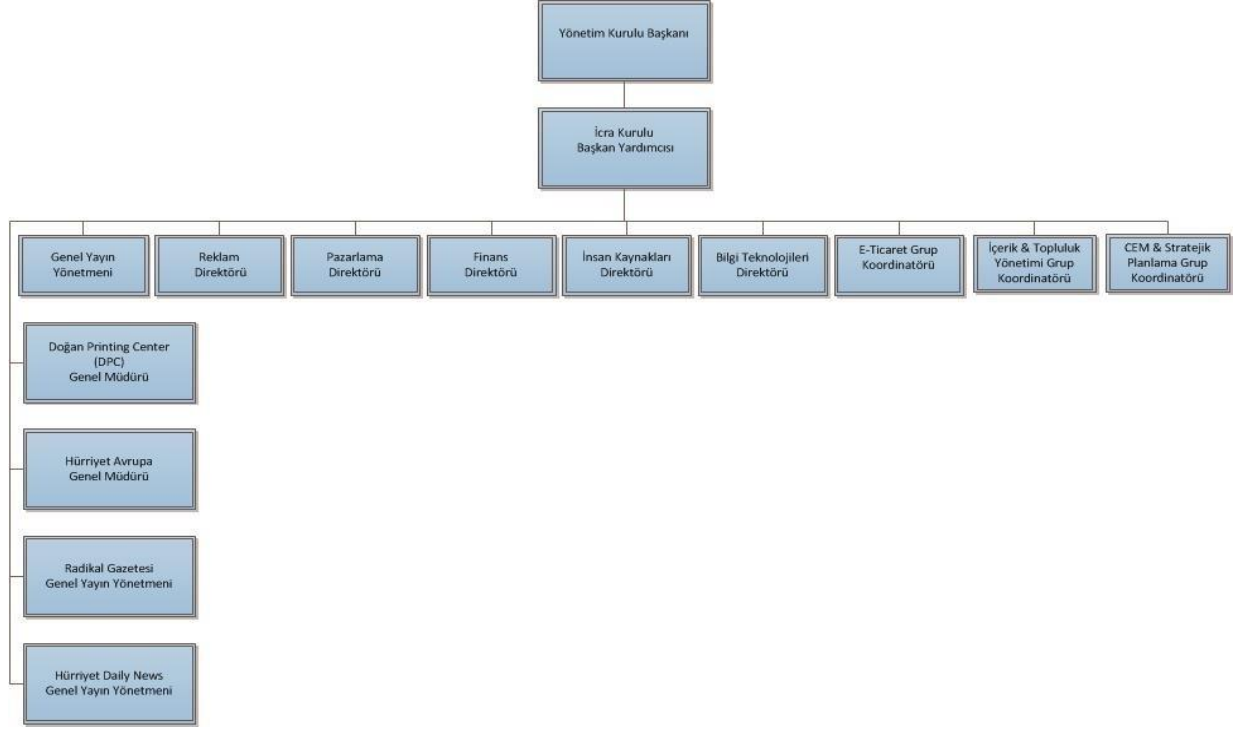 Yönetim Kurulu Başkanı
İcra Kurulu
Başkan Yardımcısı
Genel Yayın
Yönetmeni
Reklam
Direktörü
Pazarlama
Direktörü
Finans
Direktörü
İnsan Kaynakları
Direktörü
Bilgi Teknolojileri
Direktörü
E-Ticaret Grup
Koordinatörü
İçerik & Topluluk
Yönetimi Grup
Koordinatörü
CEM & Stratejik
Planlama Grup
Koordinatörü
Doğan Printing Center
(DPC)
Genel Müdürü
Hürriyet Avrupa
Genel Müdürü
Radikal Gazetesi
Genel Yayın Yönetmeni
Hürriyet Daily News
Genel Yayın Yönetmeni